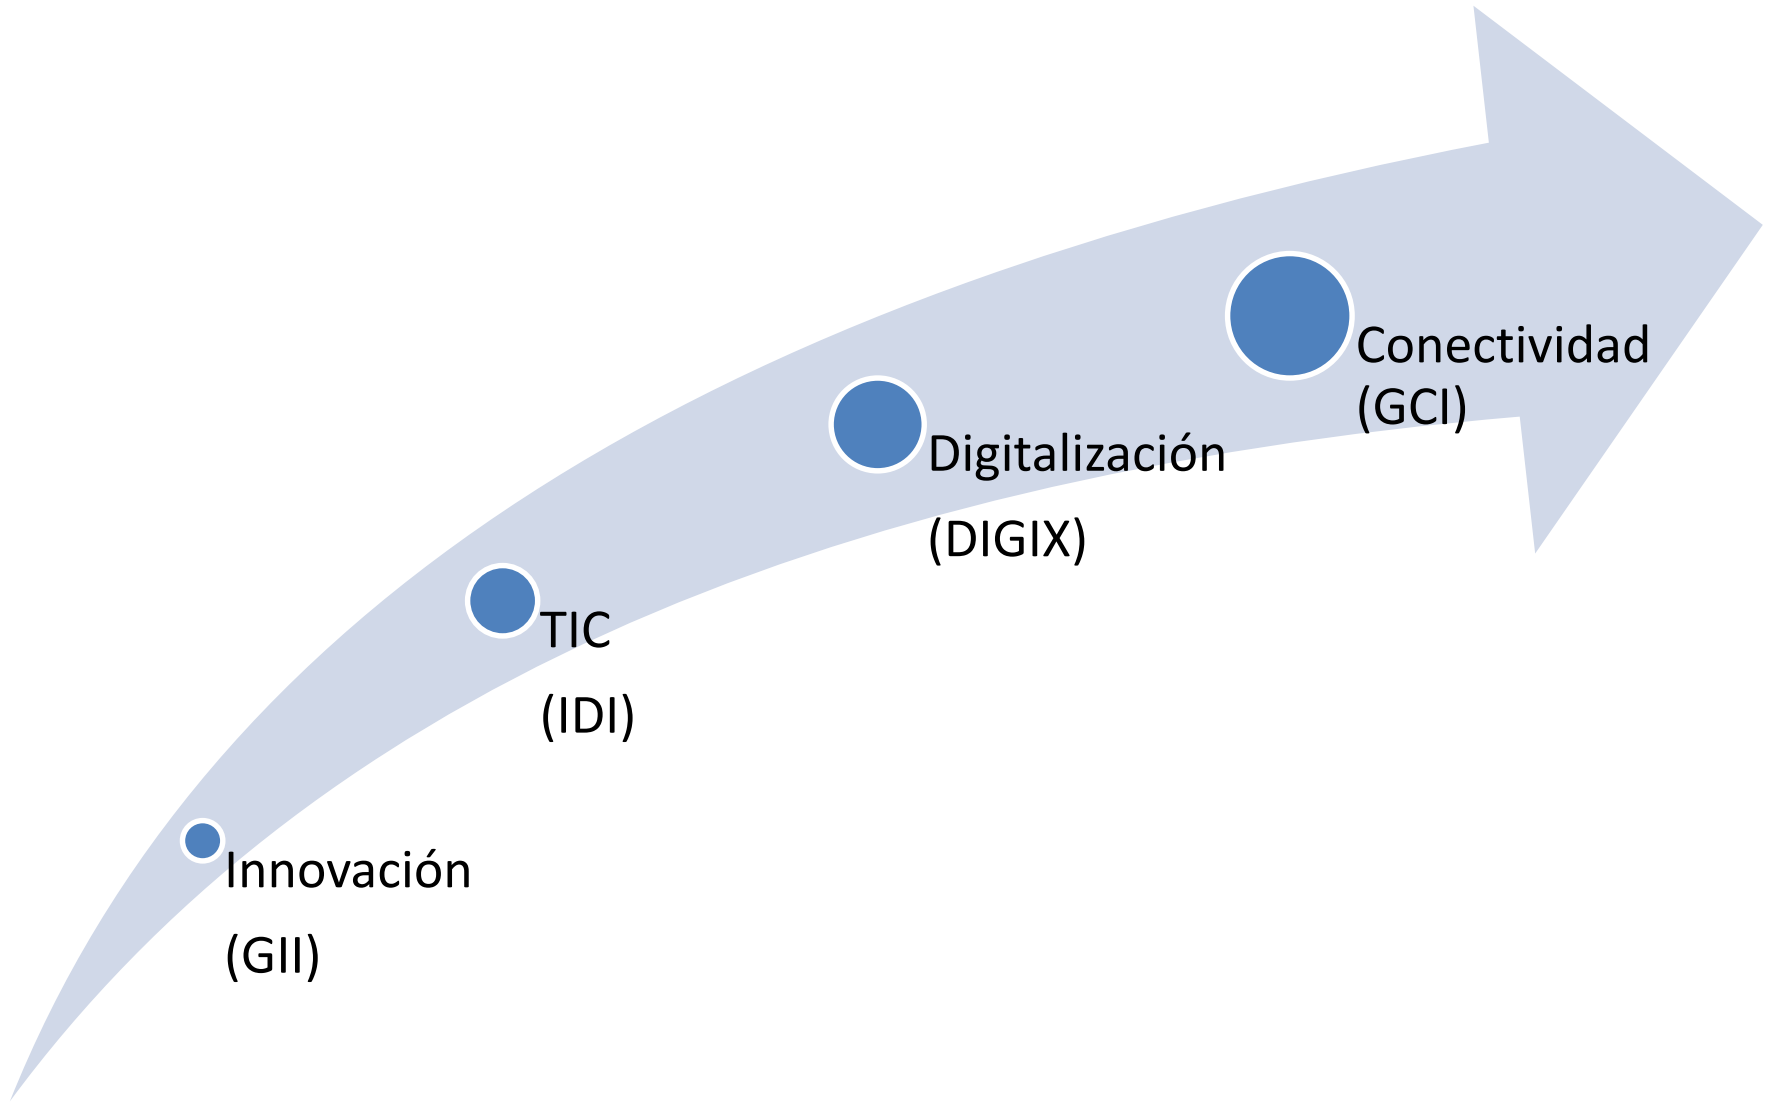 Conectividad
(GCI)
Digitalización
(DIGIX)
TIC
(IDI)
Innovación
(GII)